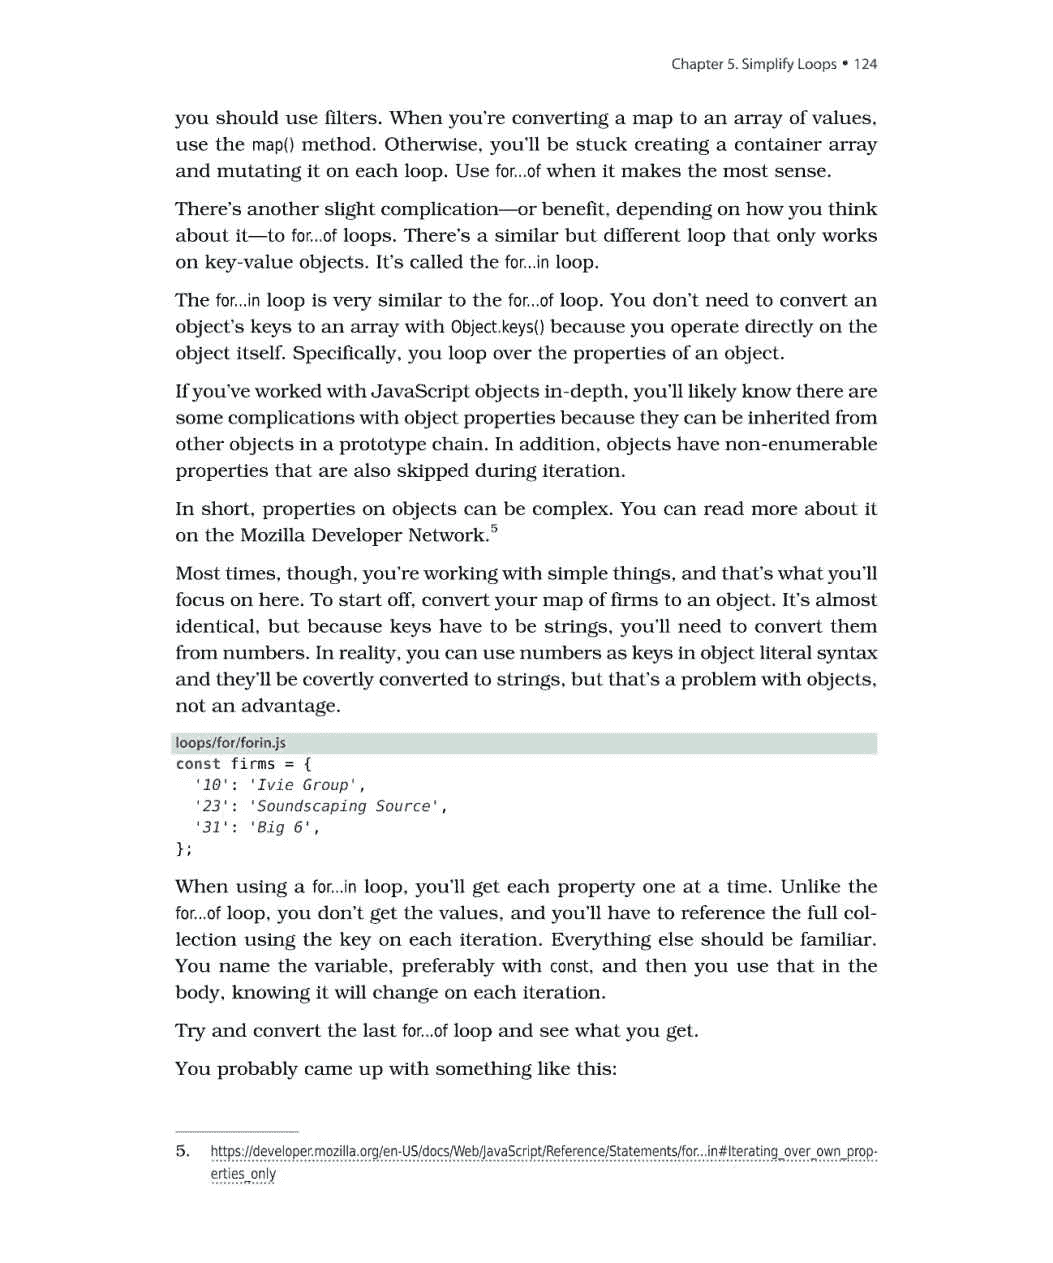 Chapter 5. Simplify Loops • 124
you should use filters. When you're converting a map to an array of values,
use the map() method. Otherwise, you'll be stuck creating a container array
and mutating it on each loop. Use for...of when it makes the most sense.
There's another slight complication—or benefit, depending on how you think
about it—to for...of loops. There's a similar but different loop that only works
on key-value objects. It's called the for...in loop.
The for...in loop is very similar to the for...of loop. You don't need to convert an
object's keys to an array with Object.keys() because you operate directly on the
object itself. Specifically, you loop over the properties of an object.
If you've worked with JavaScript objects in-depth, you'll likely know there are
some complications with object properties because they can be inherited from
other objects in a prototype chain. In addition, objects have non-enumerable
properties that are also skipped during iteration.
In short, properties on objects can be complex. You can read more about it
on the Mozilla Developer Network.5
Most times, though, you're working with simple things, and that's what you'll
focus on here. To start off, convert your map of firms to an object. It's almost
identical, but because keys have to be strings, you'll need to convert them
from numbers. In reality, you can use numbers as keys in object literal syntax
and they'll be covertly converted to strings, but that's a problem with objects,
not an advantage.
loops/for/forin.js
const firms = {
  '10': 'Ivie Group',
  '23': 'Soundscaping Source',
  '31': 'Big 6',
};
When using a for...in loop, you'll get each property one at a time. Unlike the
for...of loop, you don't get the values, and you'll have to reference the full col-
lection using the key on each iteration. Everything else should be familiar.
You name the variable, preferably with const, and then you use that in the
body, knowing it will change on each iteration.
Try and convert the last for...of loop and see what you get.
You probably came up with something like this:
5. https://developer.mozilla.org/en-US/docs/Web/JavaScript/Reference/Statements/for...in#Iterating_over_own_prop-
erties_only